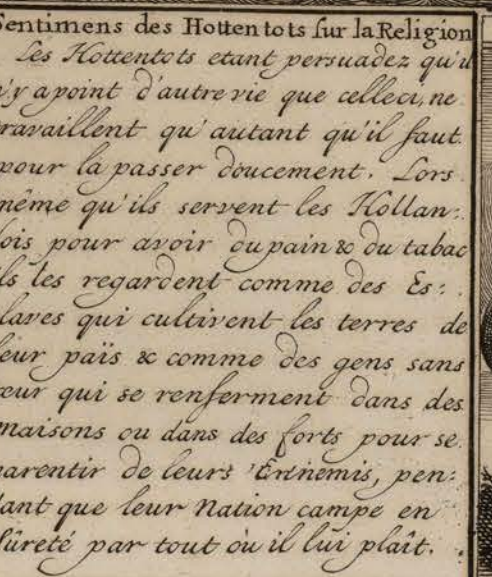 Sentimens des Hottentots sur la Religion
Les Hottentots etant persuadez qu'il
n'y a point d'autre vie que celle ci, ne
travaillent qu'autant qu'il faut
pour la passer doucement. Lors
même qu'ils servent les Hollan:
dois pour avoir du pain & du tabac
ils les regardent comme des Es:
claves qui cultivent les terres de
leur païs & comme des gens sans
cœur qui se renferment dans des
maisons ou dans des forts pour se
garentir de leurs Ennemis, pen:
dant que leur Nation campe en
sûreté par tout où il lui plaît.